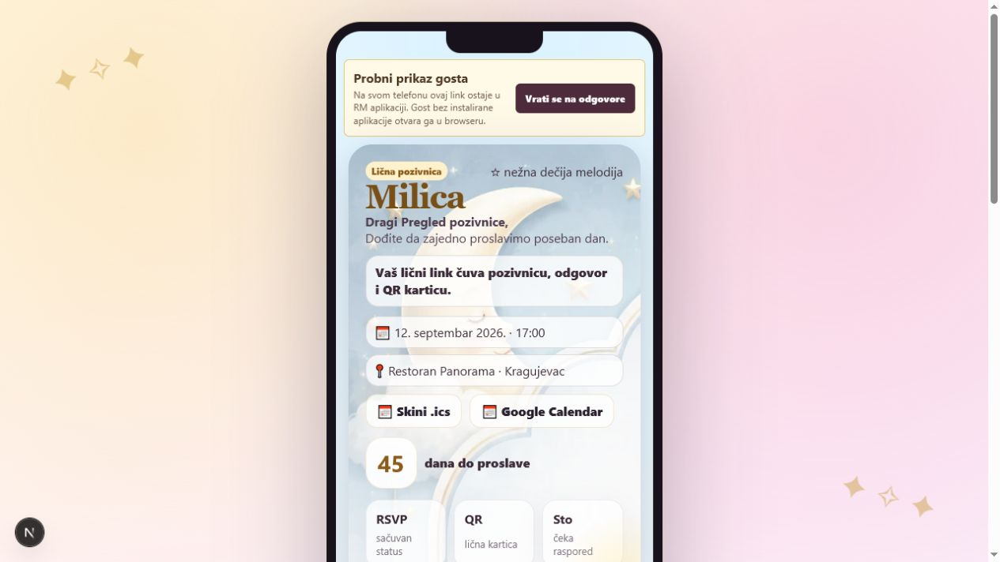 Probni prikaz gosta
Na svom telefonu ovaj link ostaje u
RM aplikaciji. Gost bez instalirane
aplikacije otvara ga u browseru.
Vrati se na odgovore
Lična pozivnica
☆ nežna dečija melodija
Milica
Dragi Pregled pozivnice,
Dođite da zajedno proslavimo poseban dan.
Vaš lični link čuva pozivnicu, odgovor
i QR karticu.
12. septembar 2026. · 17:00
Restoran Panorama · Kragujevac
Skini .ics
Google Calendar
45
dana do proslave
RSVP
sačuvan
status
QR
lična kartica
Sto
čeka
raspored
N